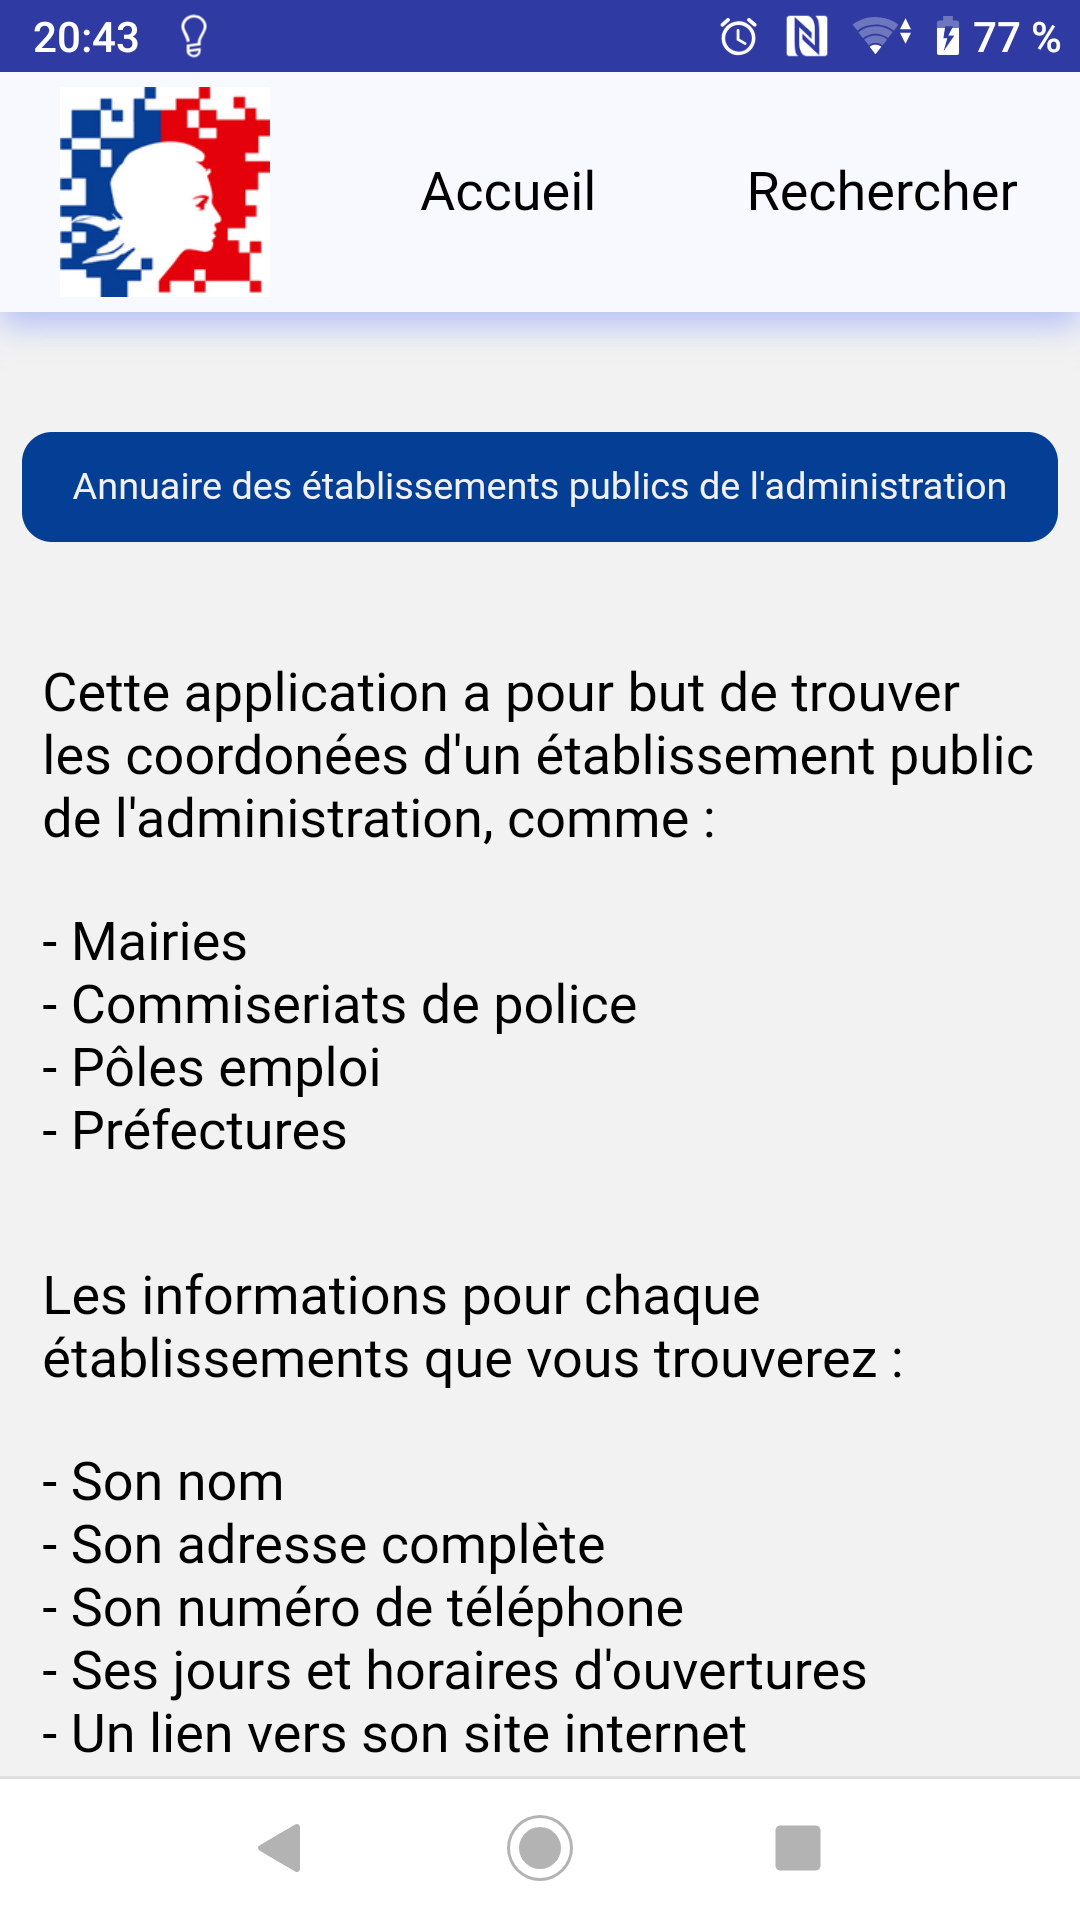 20:43 77 %
Accueil Rechercher
Annuaire des établissements publics de l'administration
Cette application a pour but de trouver
les coordonées d'un établissement public
de l'administration, comme :
- Mairies
- Commiseriats de police
- Pôles emploi
- Préfectures
Les informations pour chaque
établissements que vous trouverez :
- Son nom
- Son adresse complète
- Son numéro de téléphone
- Ses jours et horaires d'ouvertures
- Un lien vers son site internet